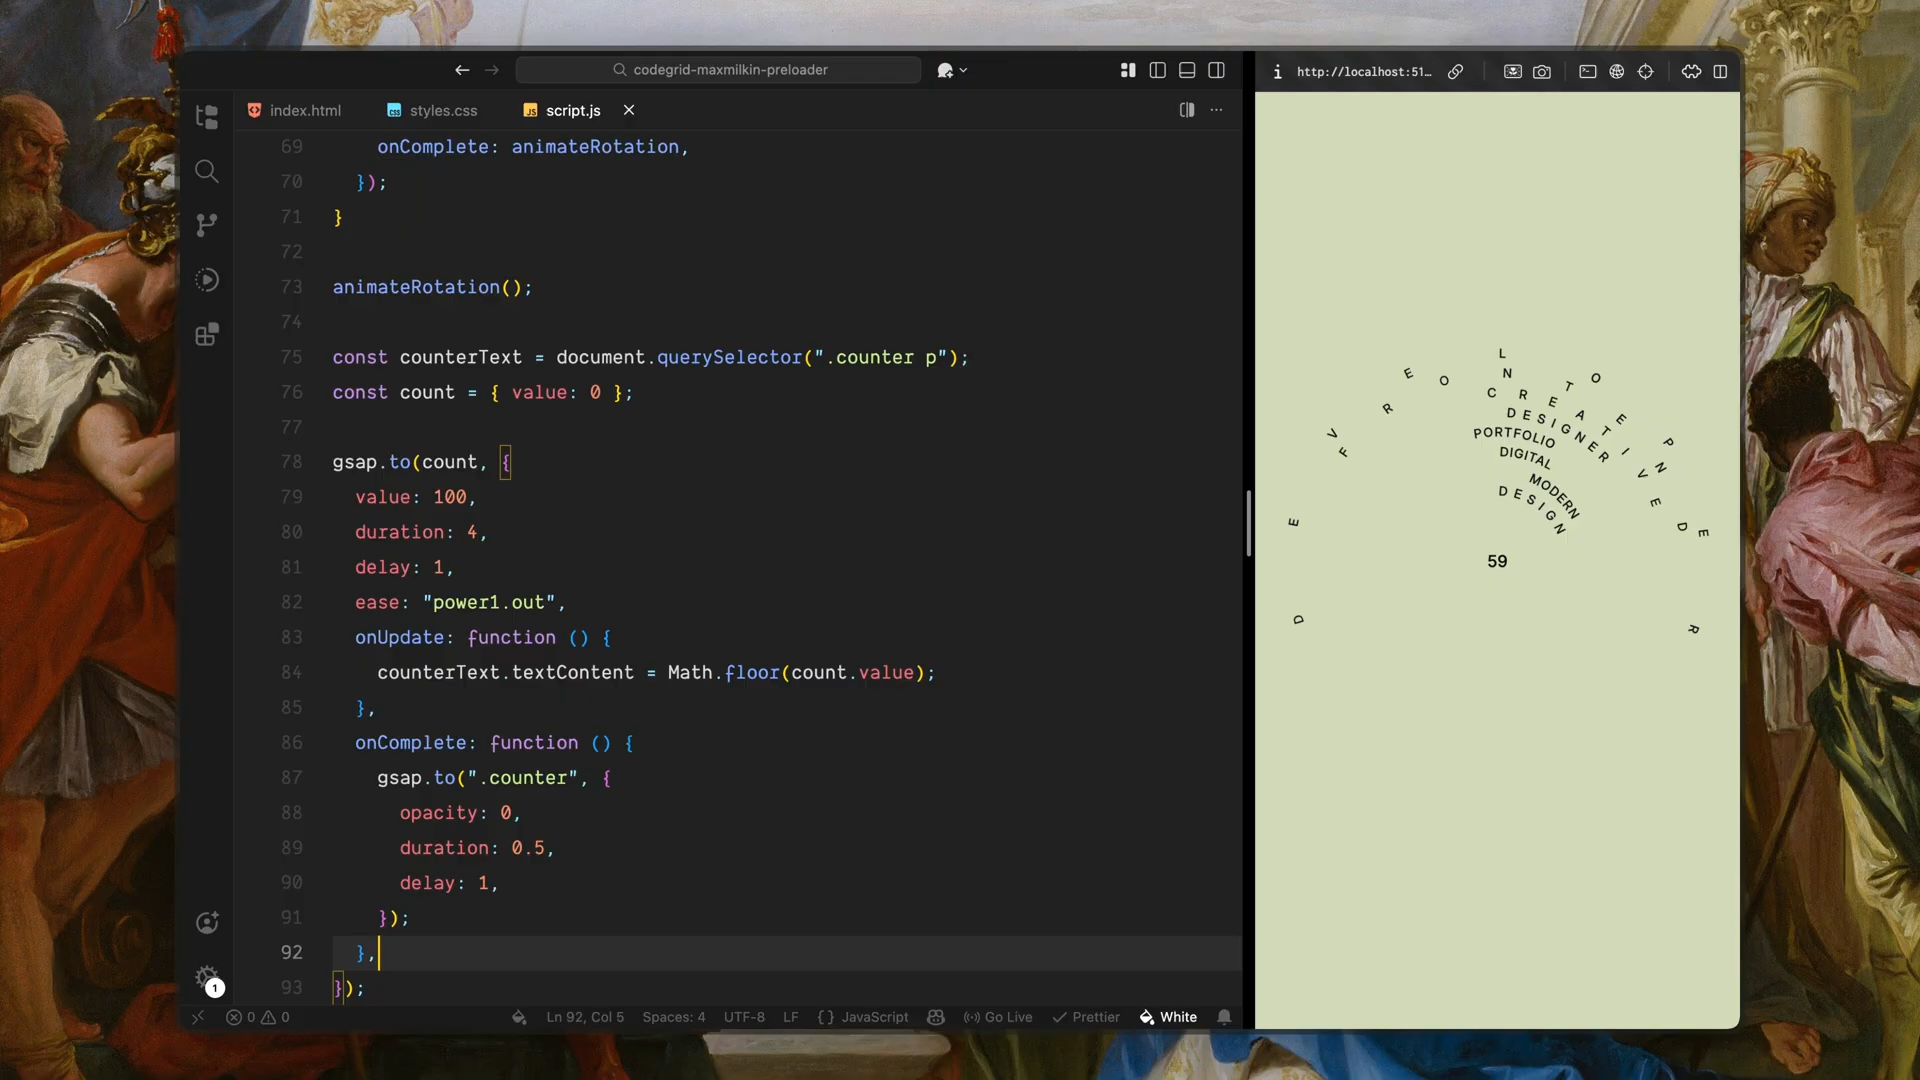 codegrid-maxmilkin-preloader
http://localhost:51…
index.html
styles.css
script.js
69 onComplete: animateRotation,
70 });
71 }
72
73 animateRotation();
74
75 const counterText = document.querySelector(".counter p");
76 const count = { value: 0 };
77
78 gsap.to(count, {
79 value: 100,
80 duration: 4,
81 delay: 1,
82 ease: "power1.out",
83 onUpdate: function () {
84 counterText.textContent = Math.floor(count.value);
85 },
86 onComplete: function () {
87 gsap.to(".counter", {
88 opacity: 0,
89 duration: 0.5,
90 delay: 1,
91 });
92 },
93 });
1
0 0
Ln 92, Col 5
Spaces: 4
UTF-8
LF
{} JavaScript
Go Live
Prettier
White
CREATIVE
DESIGNER
PORTFOLIO
DIGITAL
MODERN
DESIGN
59